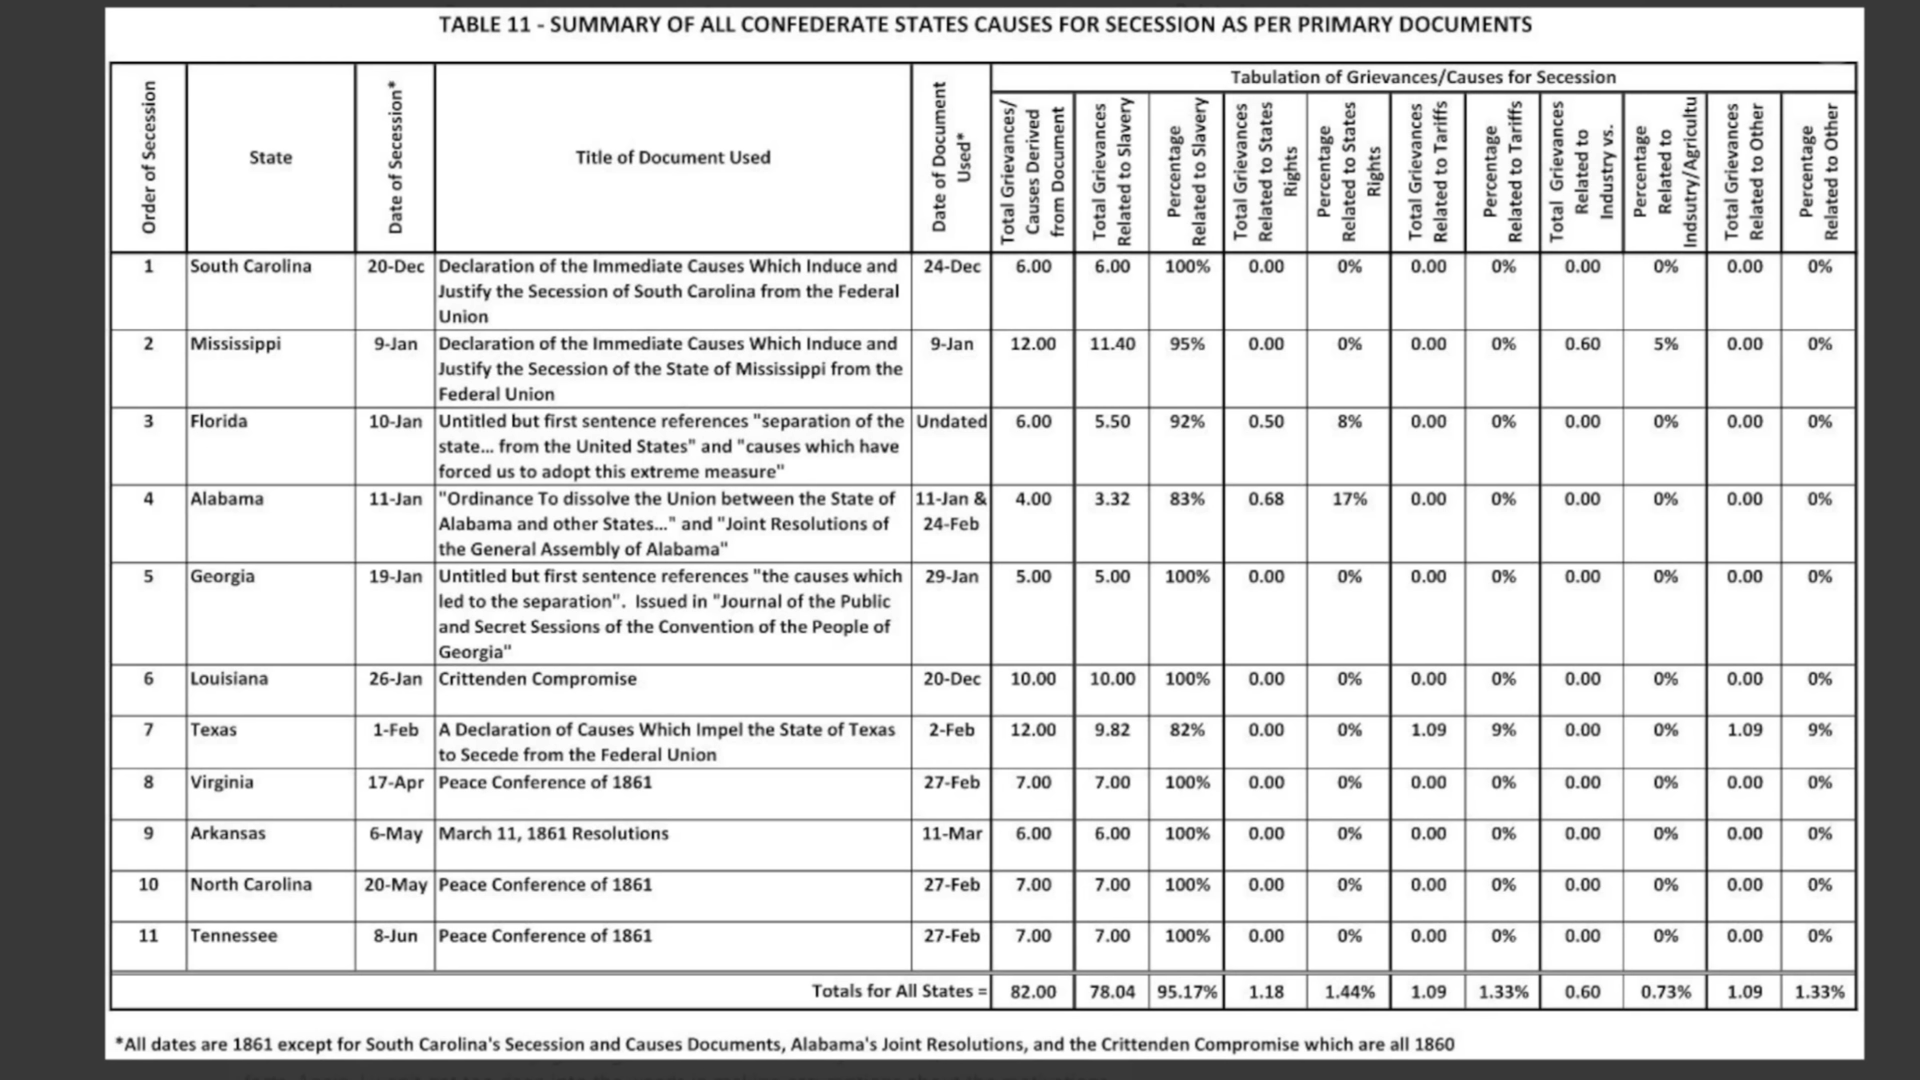 TABLE 11 - SUMMARY OF ALL CONFEDERATE STATES CAUSES FOR SECESSION AS PER PRIMARY DOCUMENTS
Order of Secession
State
Date of Secession*
Title of Document Used
Date of Document
Used*
Tabulation of Grievances/Causes for Secession
Total Grievances/
Causes Derived
from Document
Total Grievances
Related to Slavery
Percentage
Related to Slavery
Total Grievances
Related to States
Rights
Percentage
Related to States
Rights
Total Grievances
Related to Tariffs
Percentage
Related to Tariffs
Total Grievances
Related to
Industry vs.
Percentage
Related to
Indsutry/Agricultu
Total Grievances
Related to Other
Percentage
Related to Other
1 South Carolina 20-Dec Declaration of the Immediate Causes Which Induce and 24-Dec 6.00 6.00 100% 0.00 0% 0.00 0% 0.00 0% 0.00 0%
Justify the Secession of South Carolina from the Federal
Union
2 Mississippi 9-Jan Declaration of the Immediate Causes Which Induce and 9-Jan 12.00 11.40 95% 0.00 0% 0.00 0% 0.60 5% 0.00 0%
Justify the Secession of the State of Mississippi from the
Federal Union
3 Florida 10-Jan Untitled but first sentence references "separation of the Undated 6.00 5.50 92% 0.50 8% 0.00 0% 0.00 0% 0.00 0%
state... from the United States" and "causes which have
forced us to adopt this extreme measure"
4 Alabama 11-Jan "Ordinance To dissolve the Union between the State of 11-Jan & 4.00 3.32 83% 0.68 17% 0.00 0% 0.00 0% 0.00 0%
Alabama and other States..." and "Joint Resolutions of 24-Feb
the General Assembly of Alabama"
5 Georgia 19-Jan Untitled but first sentence references "the causes which 29-Jan 5.00 5.00 100% 0.00 0% 0.00 0% 0.00 0% 0.00 0%
led to the separation". Issued in "Journal of the Public
and Secret Sessions of the Convention of the People of
Georgia"
6 Louisiana 26-Jan Crittenden Compromise 20-Dec 10.00 10.00 100% 0.00 0% 0.00 0% 0.00 0% 0.00 0%
7 Texas 1-Feb A Declaration of Causes Which Impel the State of Texas 2-Feb 12.00 9.82 82% 0.00 0% 1.09 9% 0.00 0% 1.09 9%
to Secede from the Federal Union
8 Virginia 17-Apr Peace Conference of 1861 27-Feb 7.00 7.00 100% 0.00 0% 0.00 0% 0.00 0% 0.00 0%
9 Arkansas 6-May March 11, 1861 Resolutions 11-Mar 6.00 6.00 100% 0.00 0% 0.00 0% 0.00 0% 0.00 0%
10 North Carolina 20-May Peace Conference of 1861 27-Feb 7.00 7.00 100% 0.00 0% 0.00 0% 0.00 0% 0.00 0%
11 Tennessee 8-Jun Peace Conference of 1861 27-Feb 7.00 7.00 100% 0.00 0% 0.00 0% 0.00 0% 0.00 0%
Totals for All States = 82.00 78.04 95.17% 1.18 1.44% 1.09 1.33% 0.60 0.73% 1.09 1.33%
*All dates are 1861 except for South Carolina's Secession and Causes Documents, Alabama's Joint Resolutions, and the Crittenden Compromise which are all 1860